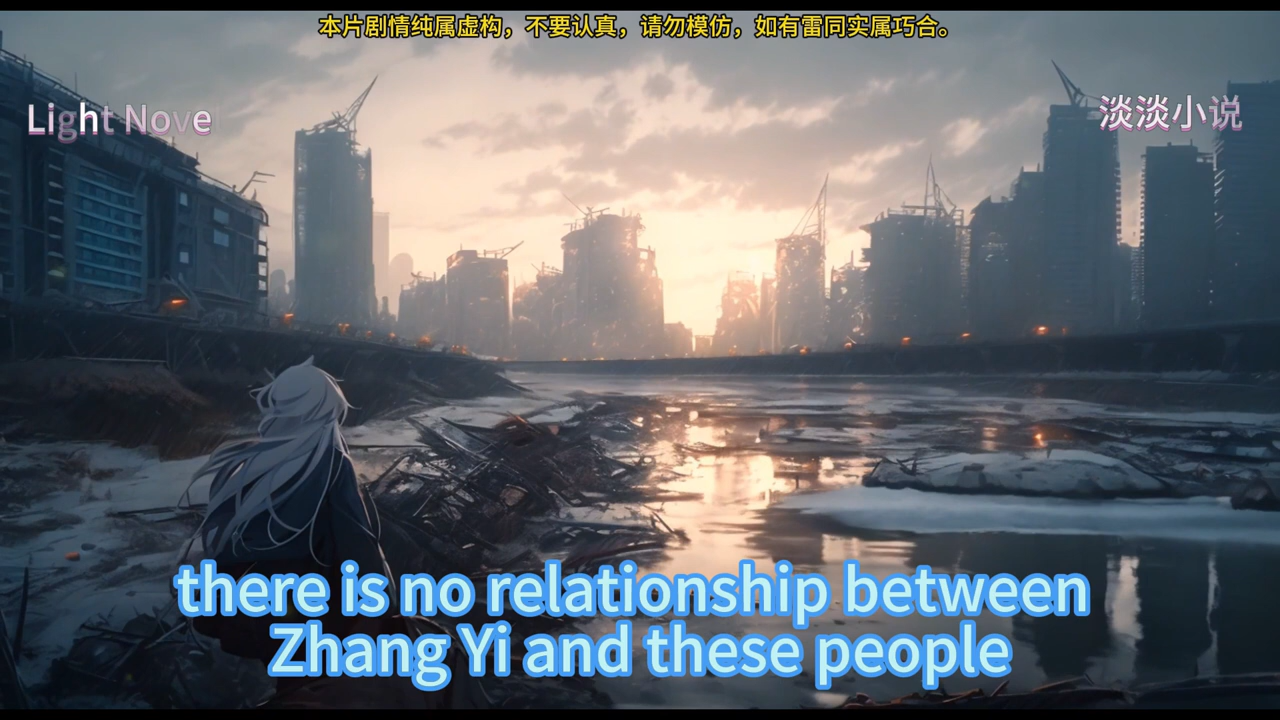 本片剧情纯属虚构，不要认真，请勿模仿，如有雷同实属巧合。
Light Nove
淡淡小说
there is no relationship between
Zhang Yi and these people